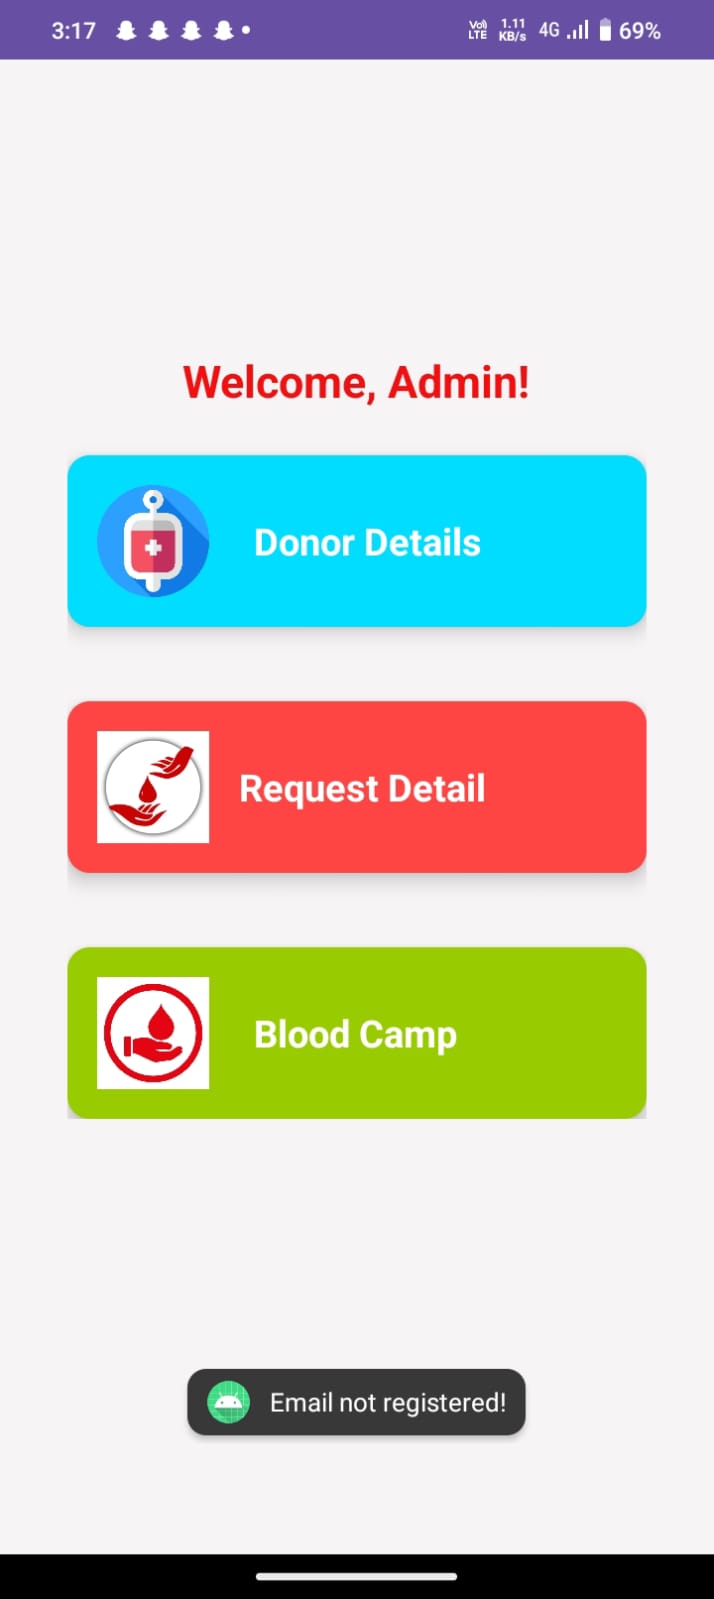 3:17 Vo)) LTE 1.11 KB/s 4G 69%
Welcome, Admin!
Donor Details
Request Detail
Blood Camp
Email not registered!